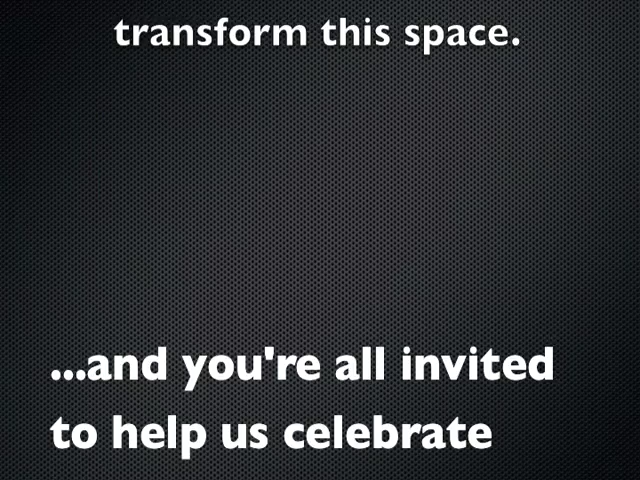 transform this space.
...and you're all invited
to help us celebrate